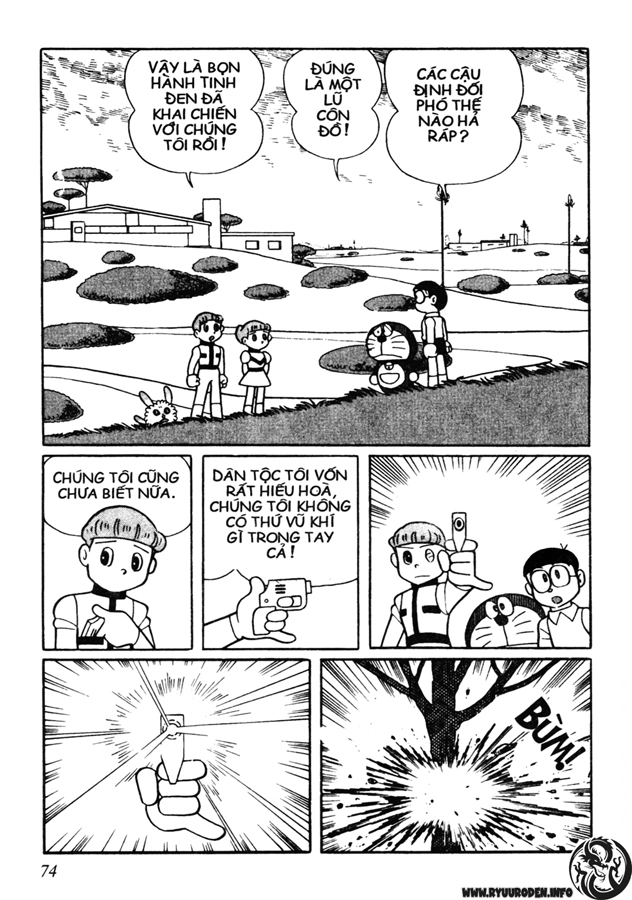 VẬY LÀ BỌN
HÀNH TINH
ĐEN ĐÃ
KHAI CHIẾN
VỚI CHÚNG
TÔI RỒI!
ĐÚNG
LÀ MỘT
LŨ
CÔN
ĐỒ!
CÁC CẬU
ĐỊNH ĐỐI
PHÓ THẾ
NÀO HẢ
RÁP?
CHÚNG TÔI CŨNG
CHƯA BIẾT NỮA.
DÂN TỘC TÔI VỐN
RẤT HIẾU HOÀ,
CHÚNG TÔI KHÔNG
CÓ THỨ VŨ KHÍ
GÌ TRONG TAY
CẢ!
BÙM!
74
WWW.RYUURODEN.INFO